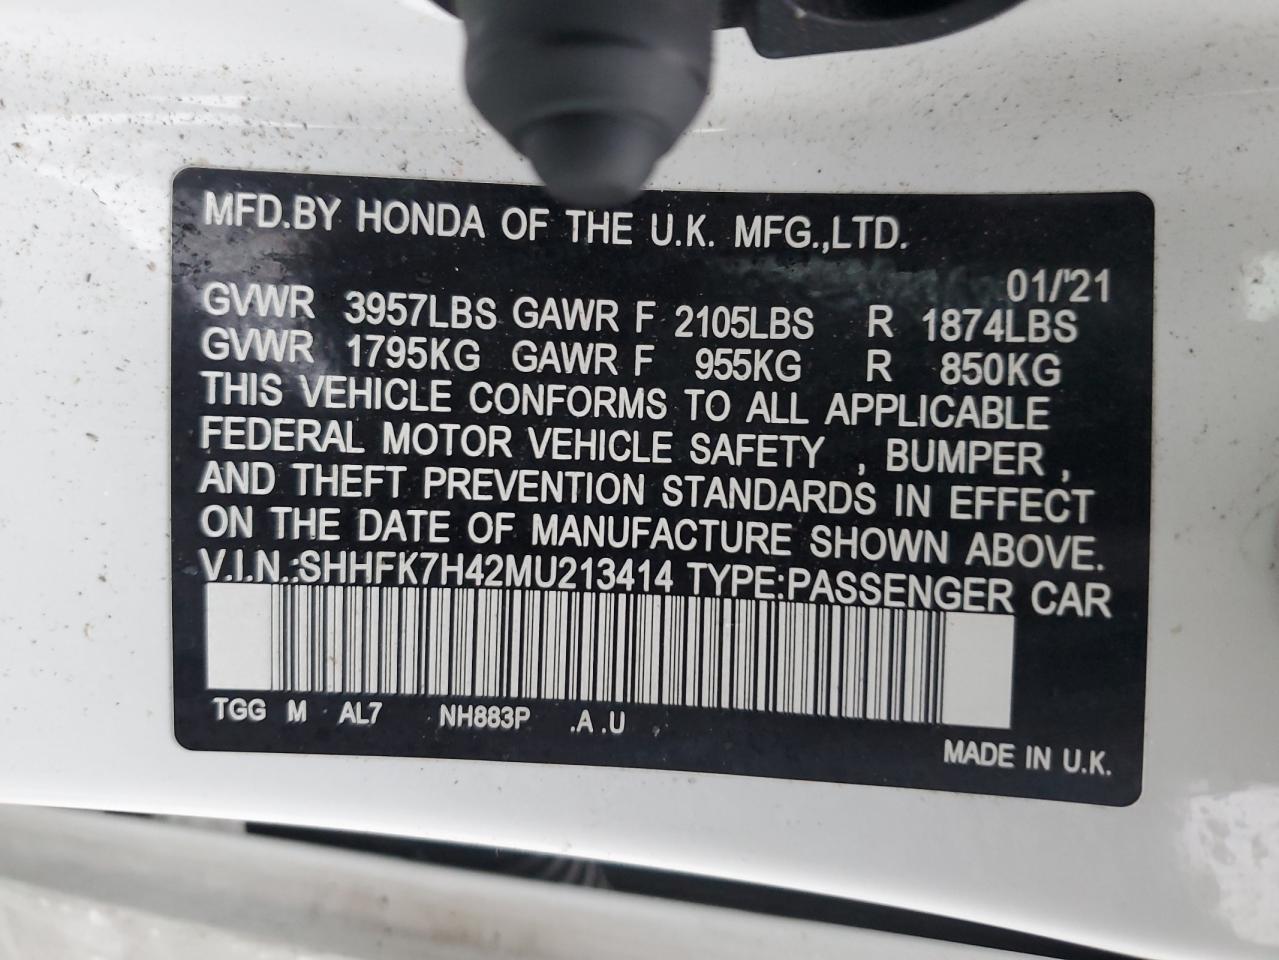 MFD.BY HONDA OF THE U.K. MFG.,LTD.
01/'21
GVWR 3957LBS GAWR F 2105LBS R 1874LBS
GVWR 1795KG GAWR F 955KG R 850KG
THIS VEHICLE CONFORMS TO ALL APPLICABLE
FEDERAL MOTOR VEHICLE SAFETY , BUMPER ,
AND THEFT PREVENTION STANDARDS IN EFFECT
ON THE DATE OF MANUFACTURE SHOWN ABOVE.
V.I.N.:SHHFK7H42MU213414 TYPE:PASSENGER CAR
TGG M AL7 NH883P .A .U
MADE IN U.K.